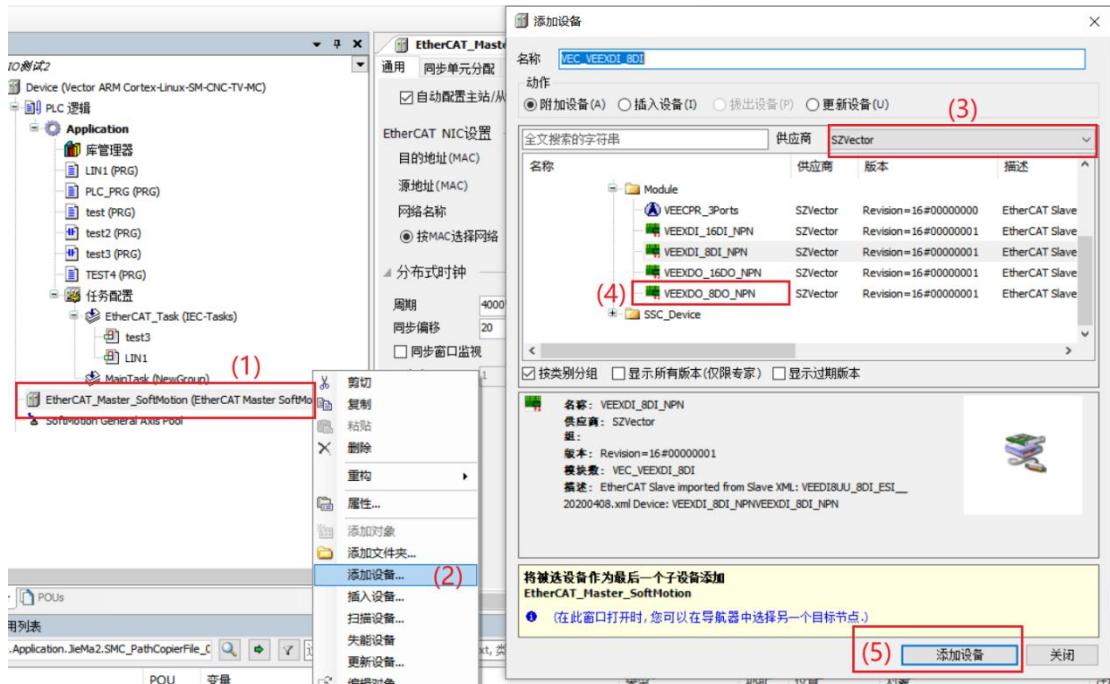 IO测试2
Device (Vector ARM Cortex-Linux-SM-CNC-TV-MC)
PLC 逻辑
Application
库管理器
LIN1 (PRG)
PLC_PRG (PRG)
test (PRG)
test2 (PRG)
test3 (PRG)
TEST4 (PRG)
任务配置
EtherCAT_Task (IEC-Tasks)
test3
LIN1
(1)
MainTask (NewGroup)
EtherCAT_Master_SoftMotion (EtherCAT Master SoftMo
SoftMotion General Axis Pool
POUs
用列表
.Application.JieMa2.SMC_PathCopierFile_
POU 变量
EtherCAT_Maste
通用 同步单元分配
自动配置主站/从
EtherCAT NIC设置
目的地址(MAC)
源地址(MAC)
网络名称
按MAC选择网络
分布式时钟
周期 4000
同步偏移 20
同步窗口监视
剪切
复制
粘贴
删除
重构
属性...
添加对象
添加文件夹...
添加设备... (2)
插入设备...
扫描设备...
失能设备
更新设备...
编辑对象
添加设备
名称 VEC_VEEXDI_8DI
动作
附加设备(A) 插入设备(I) 拔出设备(P) 更新设备(U)
(3)
全文搜索的字符串 供应商 SZVector
名称 供应商 版本 描述
Module
VEECPR_3Ports SZVector Revision=16#00000000 EtherCAT Slave
VEEXDI_16DI_NPN SZVector Revision=16#00000001 EtherCAT Slave
VEEXDI_8DI_NPN SZVector Revision=16#00000001 EtherCAT Slave
VEEXDO_16DO_NPN SZVector Revision=16#00000001 EtherCAT Slave
(4) VEEXDO_8DO_NPN SZVector Revision=16#00000001 EtherCAT Slave
SSC_Device
按类别分组 显示所有版本(仅限专家) 显示过期版本
名称: VEEXDI_8DI_NPN
供应商: SZVector
组:
版本: Revision=16#00000001
模块数: VEC_VEEXDI_8DI
描述: EtherCAT Slave imported from Slave XML: VEEDI8UU_8DI_ESI__
20200408.xml Device: VEEXDI_8DI_NPNVEEXDI_8DI_NPN
将被选设备作为最后一个子设备添加
EtherCAT_Master_SoftMotion
(在此窗口打开时,您可以在导航器中选择另一个目标节点.)
(5) 添加设备 关闭